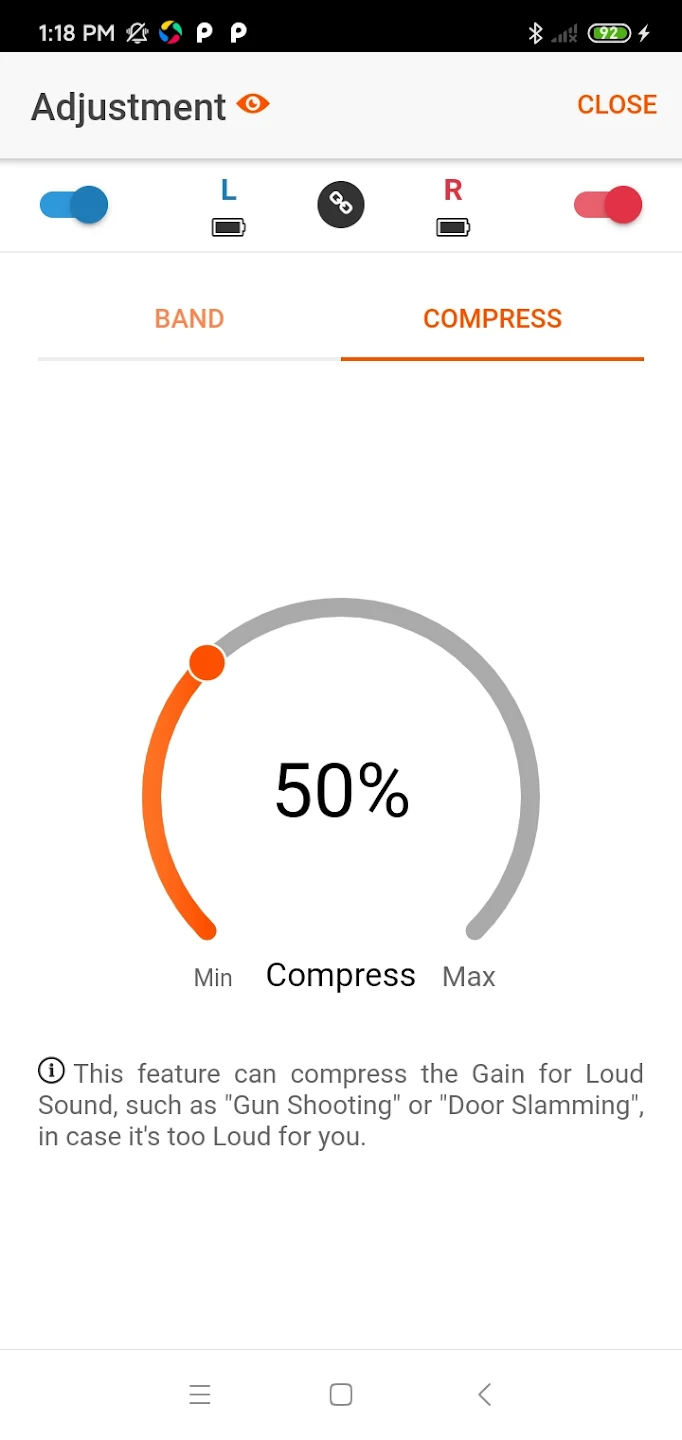 1:18 PM
92
Adjustment
CLOSE
L
R
BAND
COMPRESS
50%
Min
Compress
Max
This feature can compress the Gain for Loud
Sound, such as "Gun Shooting" or "Door Slamming",
in case it's too Loud for you.